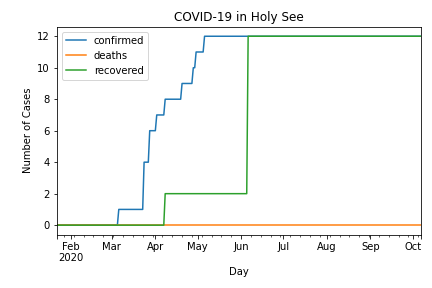 COVID-19 in Holy See
confirmed
deaths
recovered
Number of Cases
12
10
8
6
4
2
0
Feb Mar Apr May Jun Jul Aug Sep Oct
2020
Day